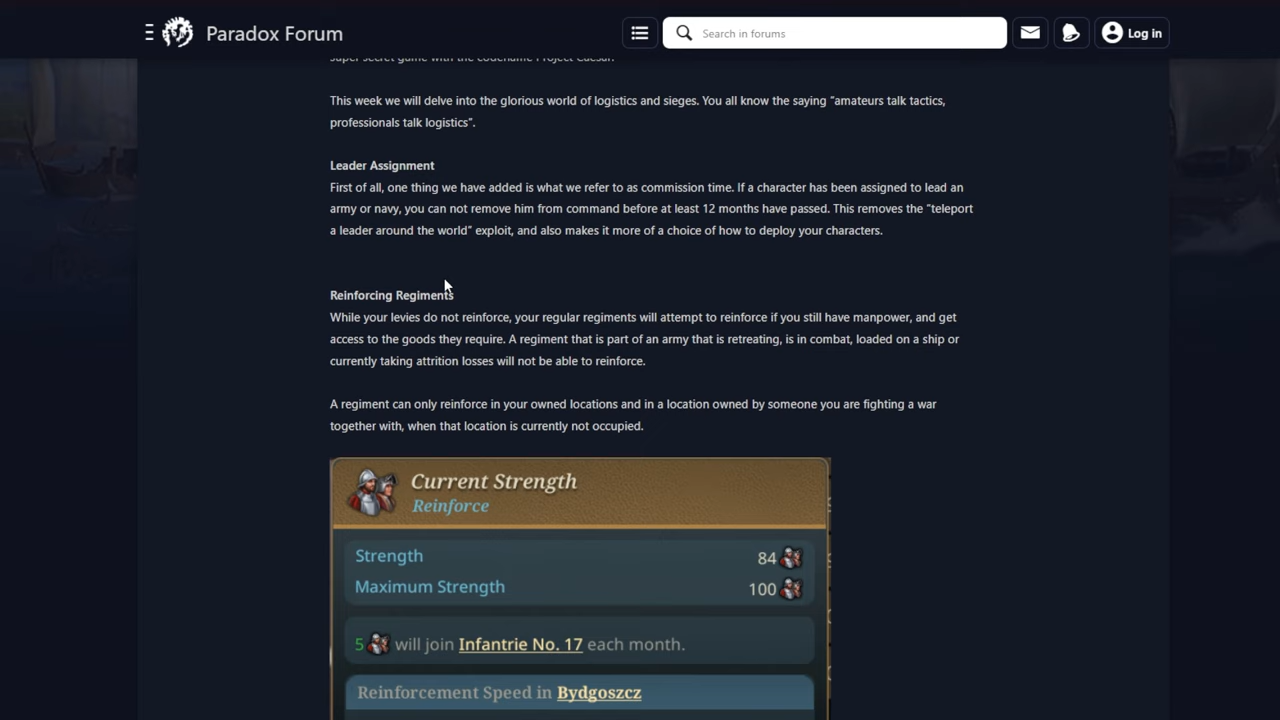 Paradox Forum
Search in forums
Log in
super secret game with the codename Project Caesar.
This week we will delve into the glorious world of logistics and sieges. You all know the saying “amateurs talk tactics,
professionals talk logistics”.
Leader Assignment
First of all, one thing we have added is what we refer to as commission time. If a character has been assigned to lead an
army or navy, you can not remove him from command before at least 12 months have passed. This removes the “teleport
a leader around the world” exploit, and also makes it more of a choice of how to deploy your characters.
Reinforcing Regiments
While your levies do not reinforce, your regular regiments will attempt to reinforce if you still have manpower, and get
access to the goods they require. A regiment that is part of an army that is retreating, is in combat, loaded on a ship or
currently taking attrition losses will not be able to reinforce.
A regiment can only reinforce in your owned locations and in a location owned by someone you are fighting a war
together with, when that location is currently not occupied.
Current Strength
Reinforce
Strength 84
Maximum Strength 100
5 will join Infantrie No. 17 each month.
Reinforcement Speed in Bydgoszcz